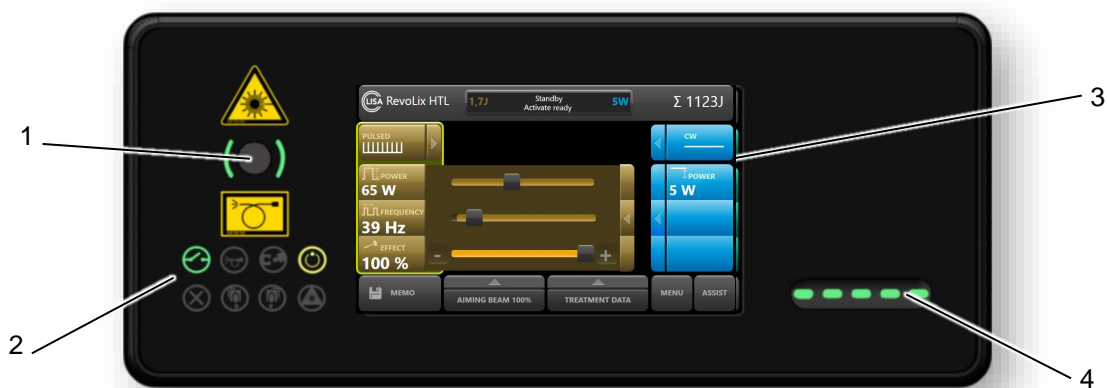 1
2
3
4
LISA RevoLix HTL
1,7J
Standby
Activate ready
5W
Σ 1123J
PULSED
CW
POWER
65 W
POWER
5 W
FREQUENCY
39 Hz
EFFECT
100 %
- +
MEMO
AIMING BEAM 100%
TREATMENT DATA
MENU
ASSIST